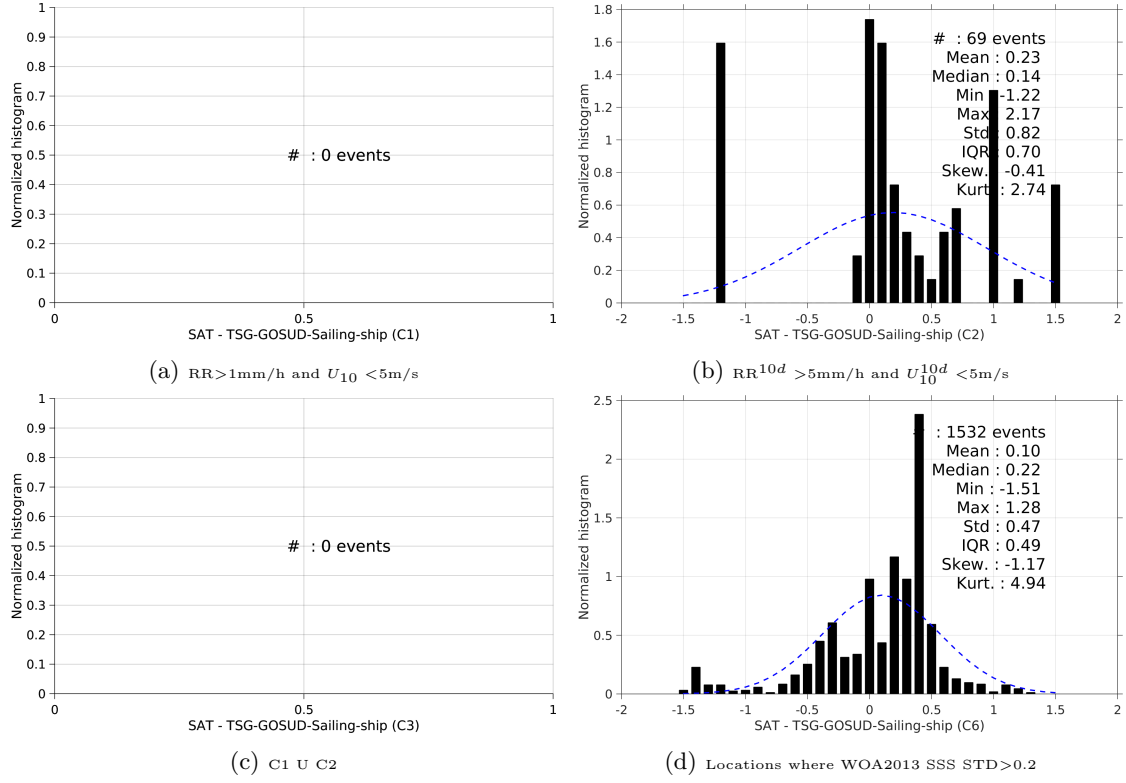 1
0.9
0.8
0.7
0.6
0.5
0.4
0.3
0.2
0.1
0
Normalized histogram
# : 0 events
0 0.5 1
SAT - TSG-GOSUD-Sailing-ship (C1)
(a) RR>1mm/h and U10 <5m/s
1.8
1.6
1.4
1.2
1
0.8
0.6
0.4
0.2
0
Normalized histogram
# : 69 events
Mean : 0.23
Median : 0.14
Min : -1.22
Max : 2.17
Std : 0.82
IQR : 0.70
Skew. : -0.41
Kurt. : 2.74
-2 -1.5 -1 -0.5 0 0.5 1 1.5 2
SAT - TSG-GOSUD-Sailing-ship (C2)
(b) RR^10d >5mm/h and U10^10d <5m/s
1
0.9
0.8
0.7
0.6
0.5
0.4
0.3
0.2
0.1
0
Normalized histogram
# : 0 events
0 0.5 1
SAT - TSG-GOSUD-Sailing-ship (C3)
(c) C1 U C2
2.5
2
1.5
1
0.5
0
Normalized histogram
# : 1532 events
Mean : 0.10
Median : 0.22
Min : -1.51
Max : 1.28
Std : 0.47
IQR : 0.49
Skew. : -1.17
Kurt. : 4.94
-2 -1.5 -1 -0.5 0 0.5 1 1.5 2
SAT - TSG-GOSUD-Sailing-ship (C6)
(d) Locations where WOA2013 SSS STD>0.2